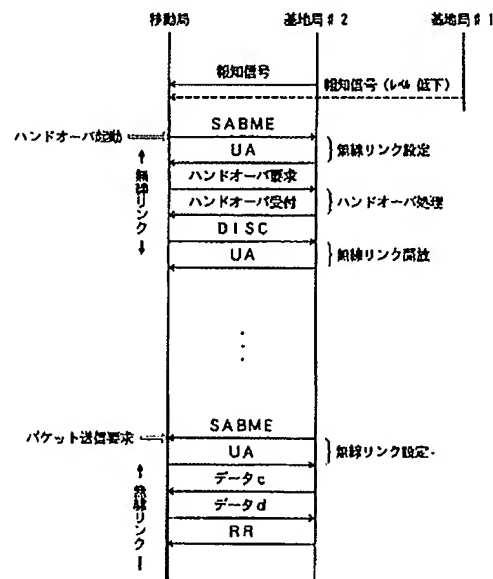 移動局 基地局#2 基地局#1
報知信号
報知信号(レベル低下)
ハンドオーバ起動
SABME
UA
無線リンク設定
無線リンク
ハンドオーバ要求
ハンドオーバ受付
ハンドオーバ処理
DISC
UA
無線リンク開放
パケット送信要求
SABME
UA
無線リンク設定
無線リンク
データc
データd
RR